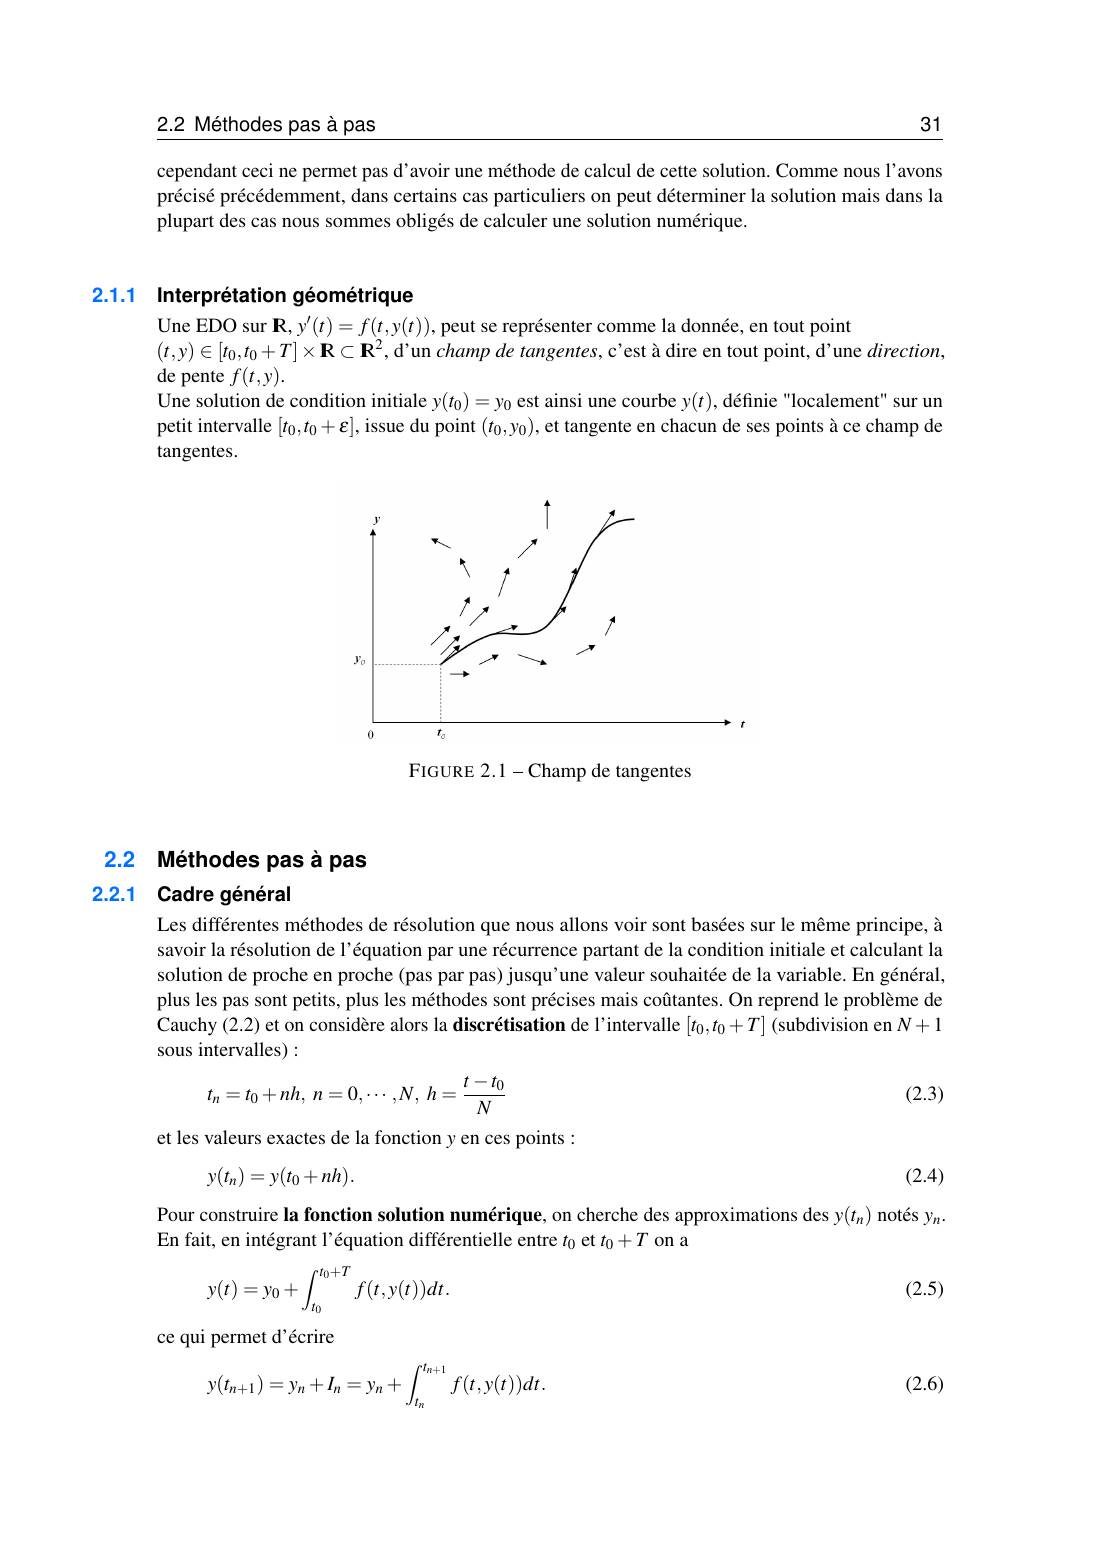 2.2 Méthodes pas à pas 31
cependant ceci ne permet pas d'avoir une méthode de calcul de cette solution. Comme nous l'avons
précisé précédemment, dans certains cas particuliers on peut déterminer la solution mais dans la
plupart des cas nous sommes obligés de calculer une solution numérique.
2.1.1 Interprétation géométrique
Une EDO sur ℝ, y′(t) = f(t,y(t)), peut se représenter comme la donnée, en tout point
(t,y) ∈ [t₀,t₀+T] × ℝ ⊂ ℝ², d'un champ de tangentes, c'est à dire en tout point, d'une direction,
de pente f(t,y).
Une solution de condition initiale y(t₀) = y₀ est ainsi une courbe y(t), définie "localement" sur un
petit intervalle [t₀,t₀+ε], issue du point (t₀,y₀), et tangente en chacun de ses points à ce champ de
tangentes.
y
y₀
0
t₀
t
FIGURE 2.1 – Champ de tangentes
2.2 Méthodes pas à pas
2.2.1 Cadre général
Les différentes méthodes de résolution que nous allons voir sont basées sur le même principe, à
savoir la résolution de l'équation par une récurrence partant de la condition initiale et calculant la
solution de proche en proche (pas par pas) jusqu'une valeur souhaitée de la variable. En général,
plus les pas sont petits, plus les méthodes sont précises mais coûtantes. On reprend le problème de
Cauchy (2.2) et on considère alors la discrétisation de l'intervalle [t₀,t₀+T] (subdivision en N+1
sous intervalles) :
tₙ = t₀ + nh, n = 0,⋯,N, h = (t − t₀)/N (2.3)
et les valeurs exactes de la fonction y en ces points :
y(tₙ) = y(t₀ + nh). (2.4)
Pour construire la fonction solution numérique, on cherche des approximations des y(tₙ) notés yₙ.
En fait, en intégrant l'équation différentielle entre t₀ et t₀+T on a
y(t) = y₀ + ∫_{t₀}^{t₀+T} f(t,y(t))dt. (2.5)
ce qui permet d'écrire
y(tₙ₊₁) = yₙ + Iₙ = yₙ + ∫_{tₙ}^{tₙ₊₁} f(t,y(t))dt. (2.6)